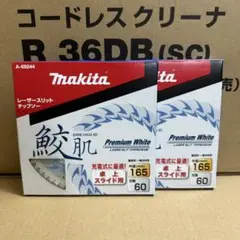 コードレスクリーナ
R 36DB(SC)
売)
A-69244
makita
レーザースリット
チップソー
鮫肌
Premium White
充電式に最適!
卓上
スライド用
165
60
makita
Premium White
充電式に最適!
卓上
スライド用
165
60